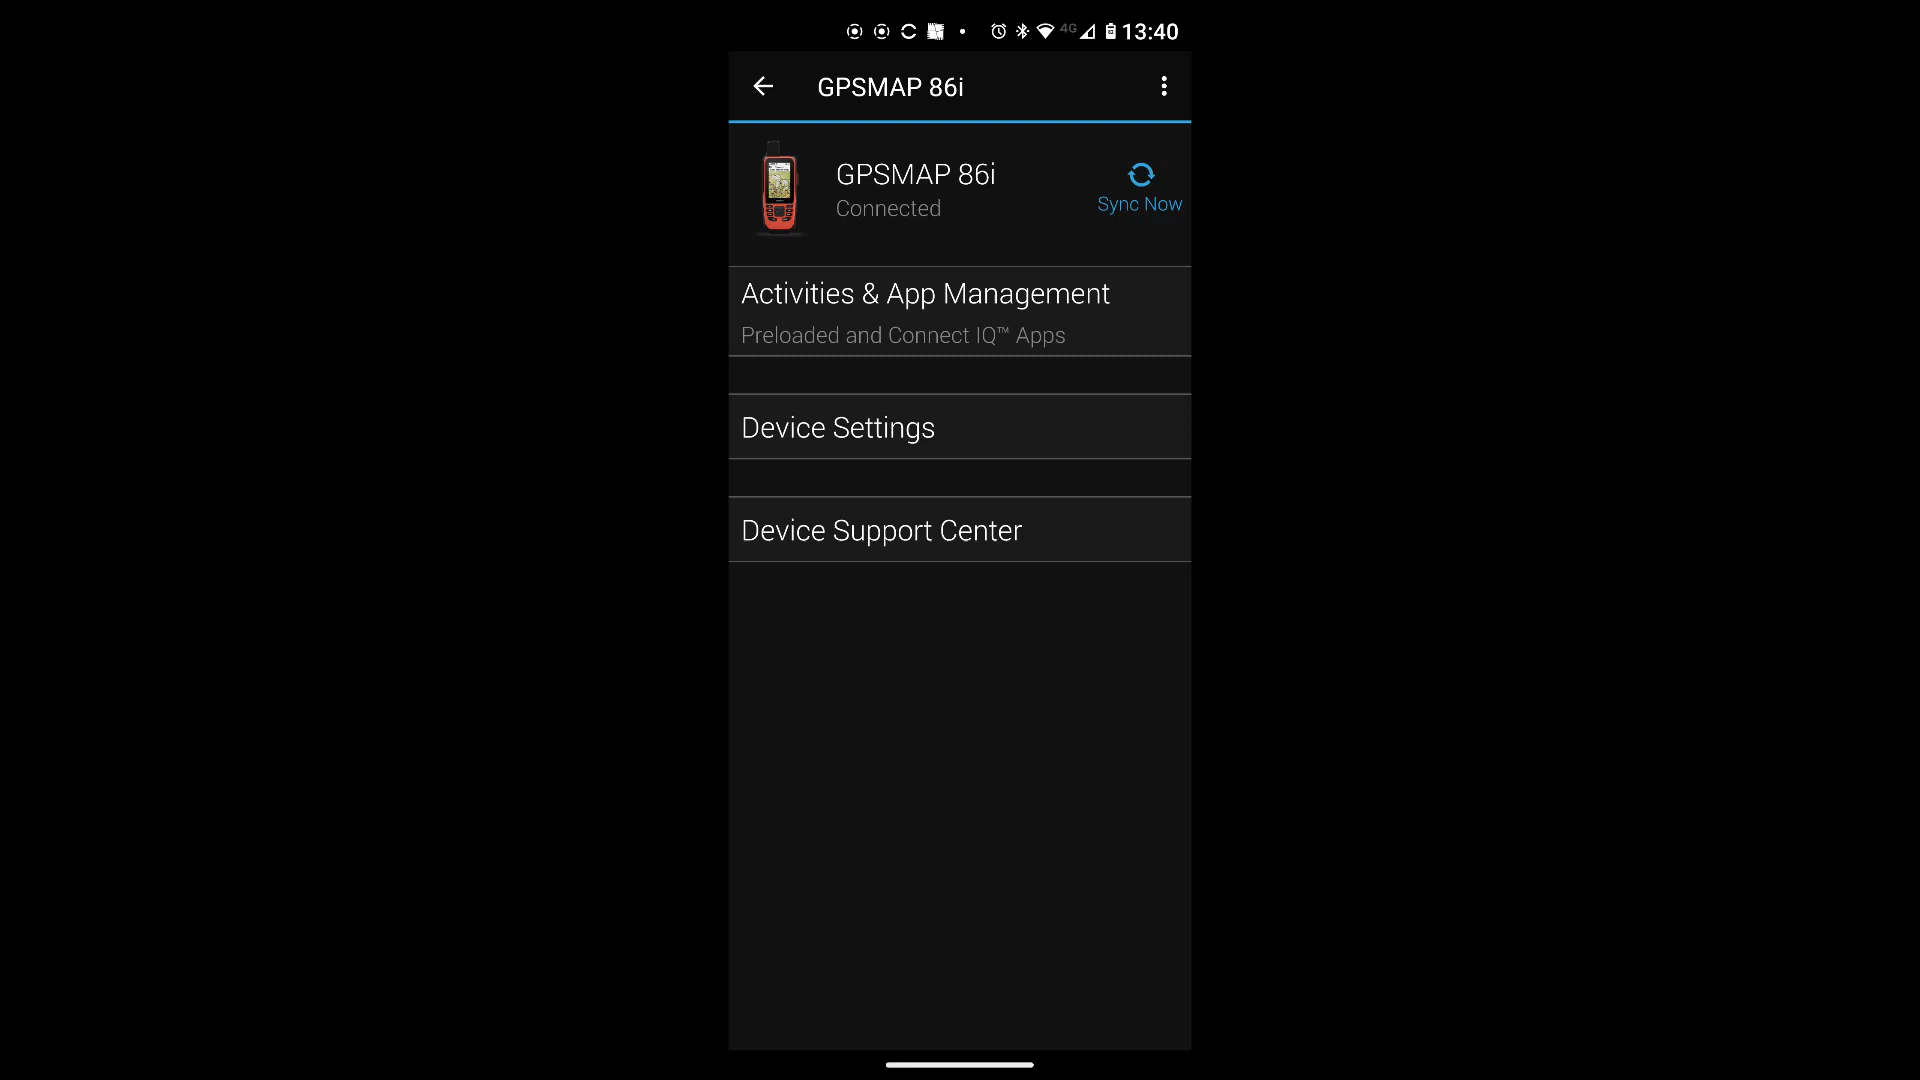 4G 13:40
GPSMAP 86i
GPSMAP 86i
Connected
Sync Now
Activities & App Management
Preloaded and Connect IQ™ Apps
Device Settings
Device Support Center